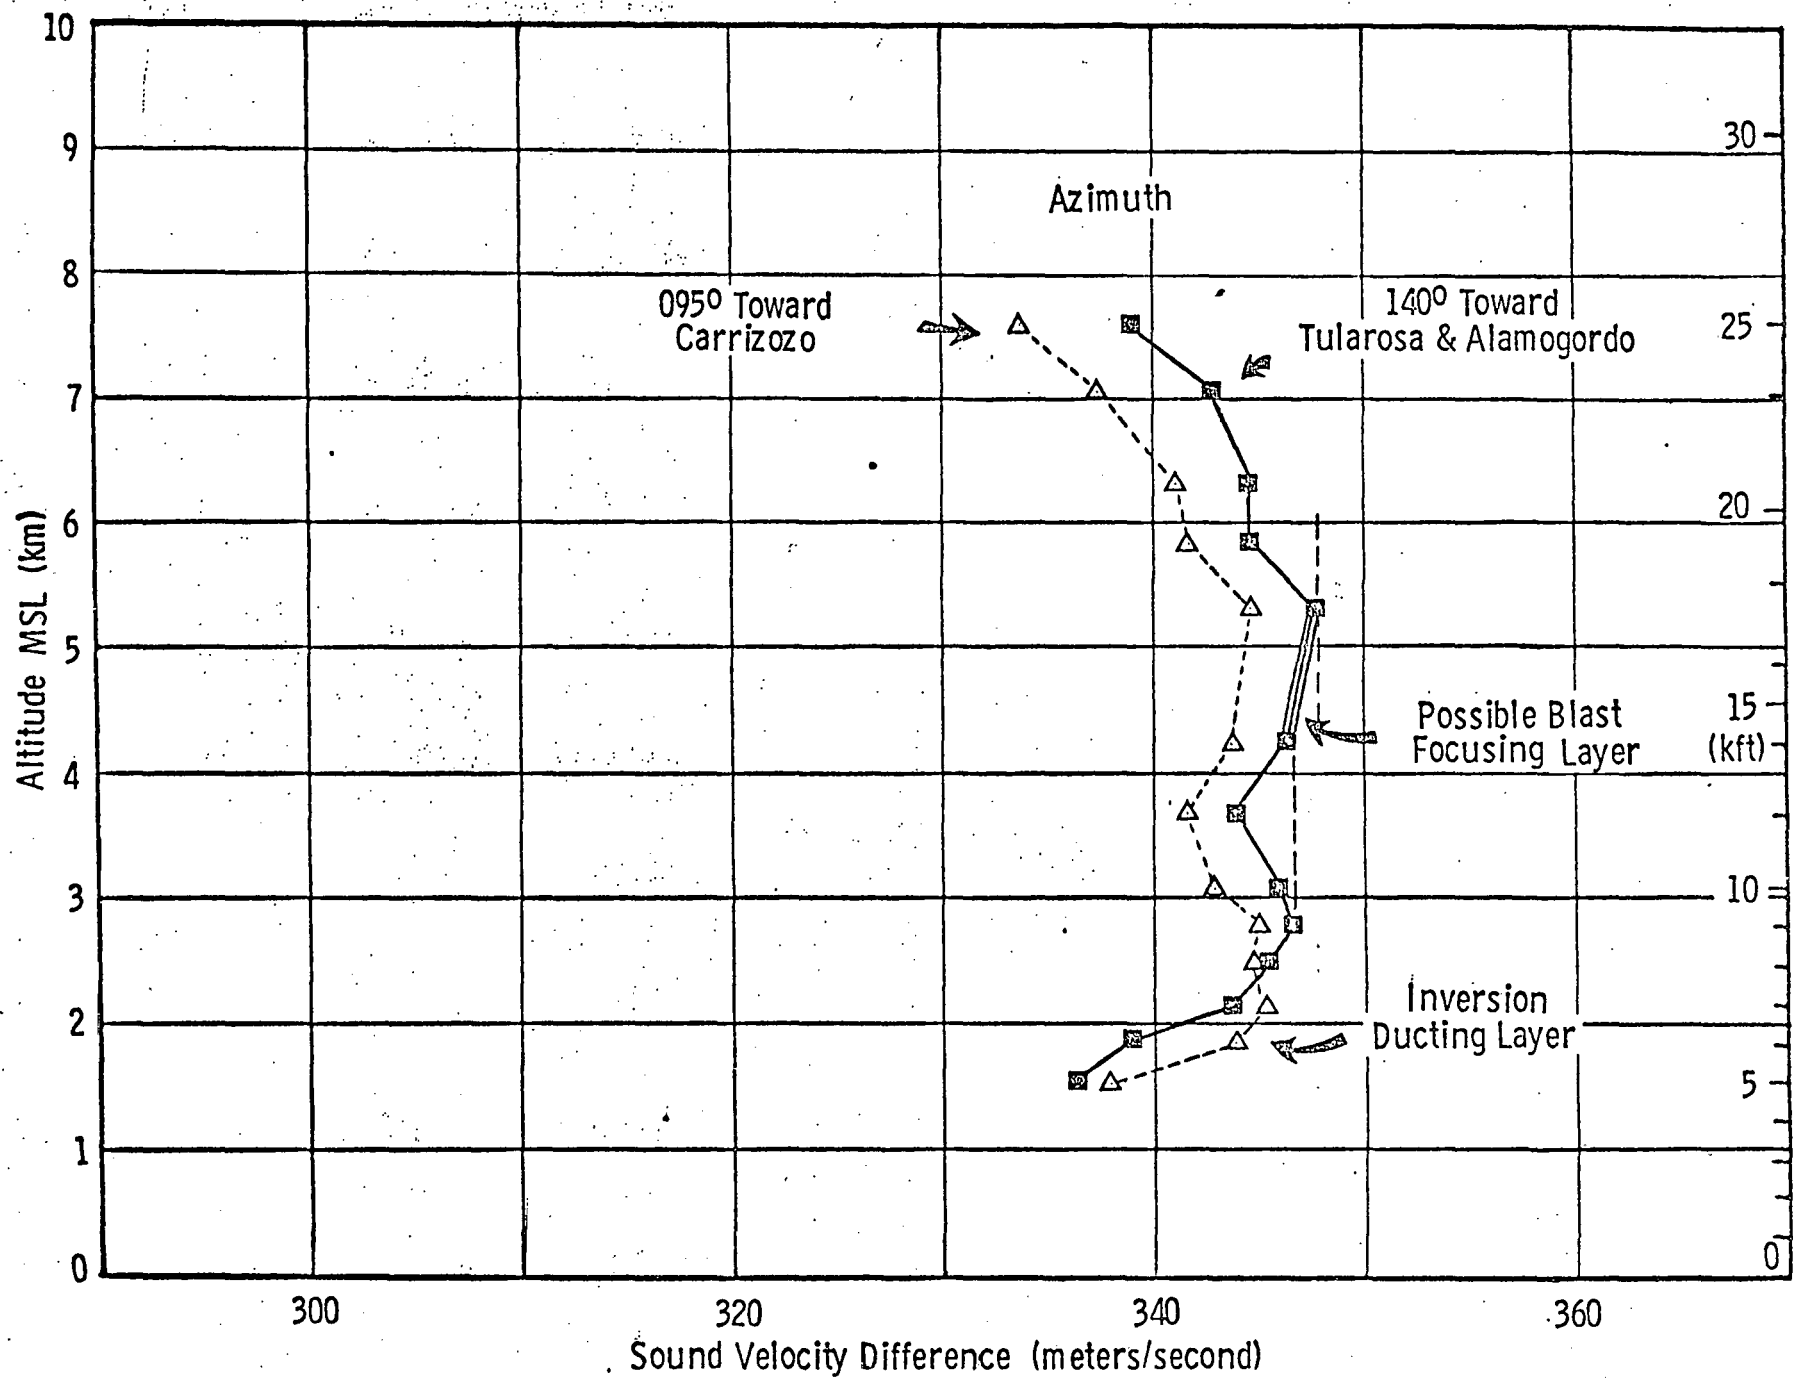 10
9
8
7
6
5
4
3
2
1
0
Altitude MSL (km)
Azimuth
095⁰ Toward
Carrizozo
140⁰ Toward
Tularosa & Alamogordo
Possible Blast
Focusing Layer
Inversion
Ducting Layer
30
25
20
15
(kft)
10
5
0
300
320
340
360
Sound Velocity Difference (meters/second)